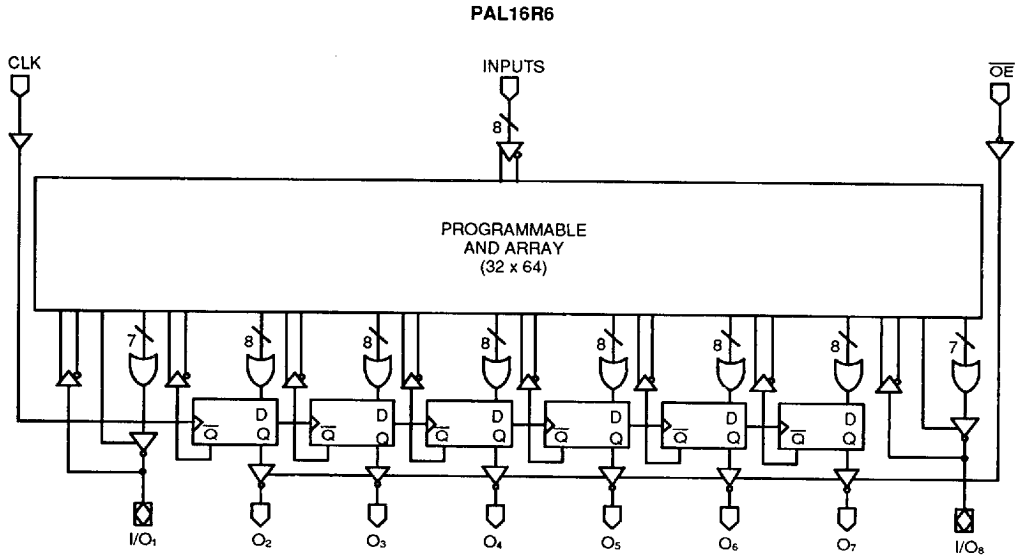 PAL16R6
CLK
INPUTS
OE
8
PROGRAMMABLE
AND ARRAY
(32 x 64)
7 8 8 8 8 8 8 7
D D D D D D
Q Q Q Q Q Q Q Q Q Q Q Q
I/O1 O2 O3 O4 O5 O6 O7 I/O8